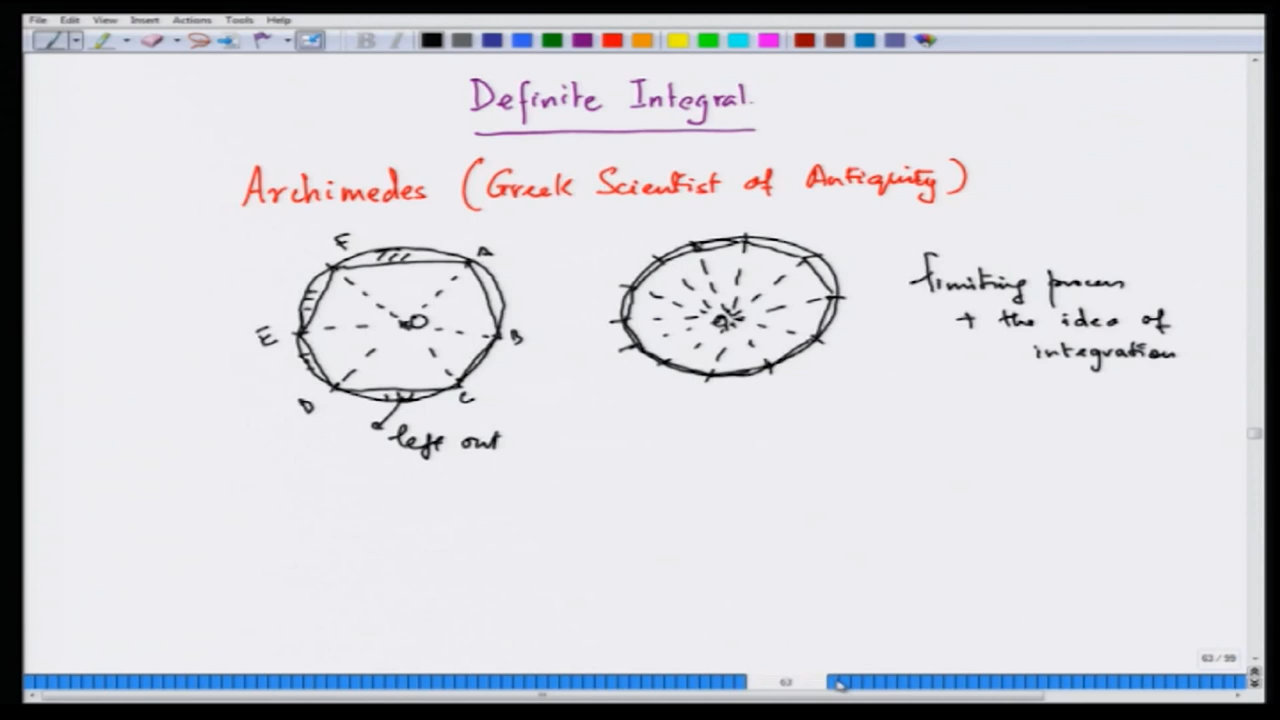 File Edit View Insert Actions Tools Help
B I
Definite Integral.
Archimedes (Greek Scientist of Antiquity)
F A
E O B
D C
left out
O
limiting process
+ the idea of
integration
63 / 99
63